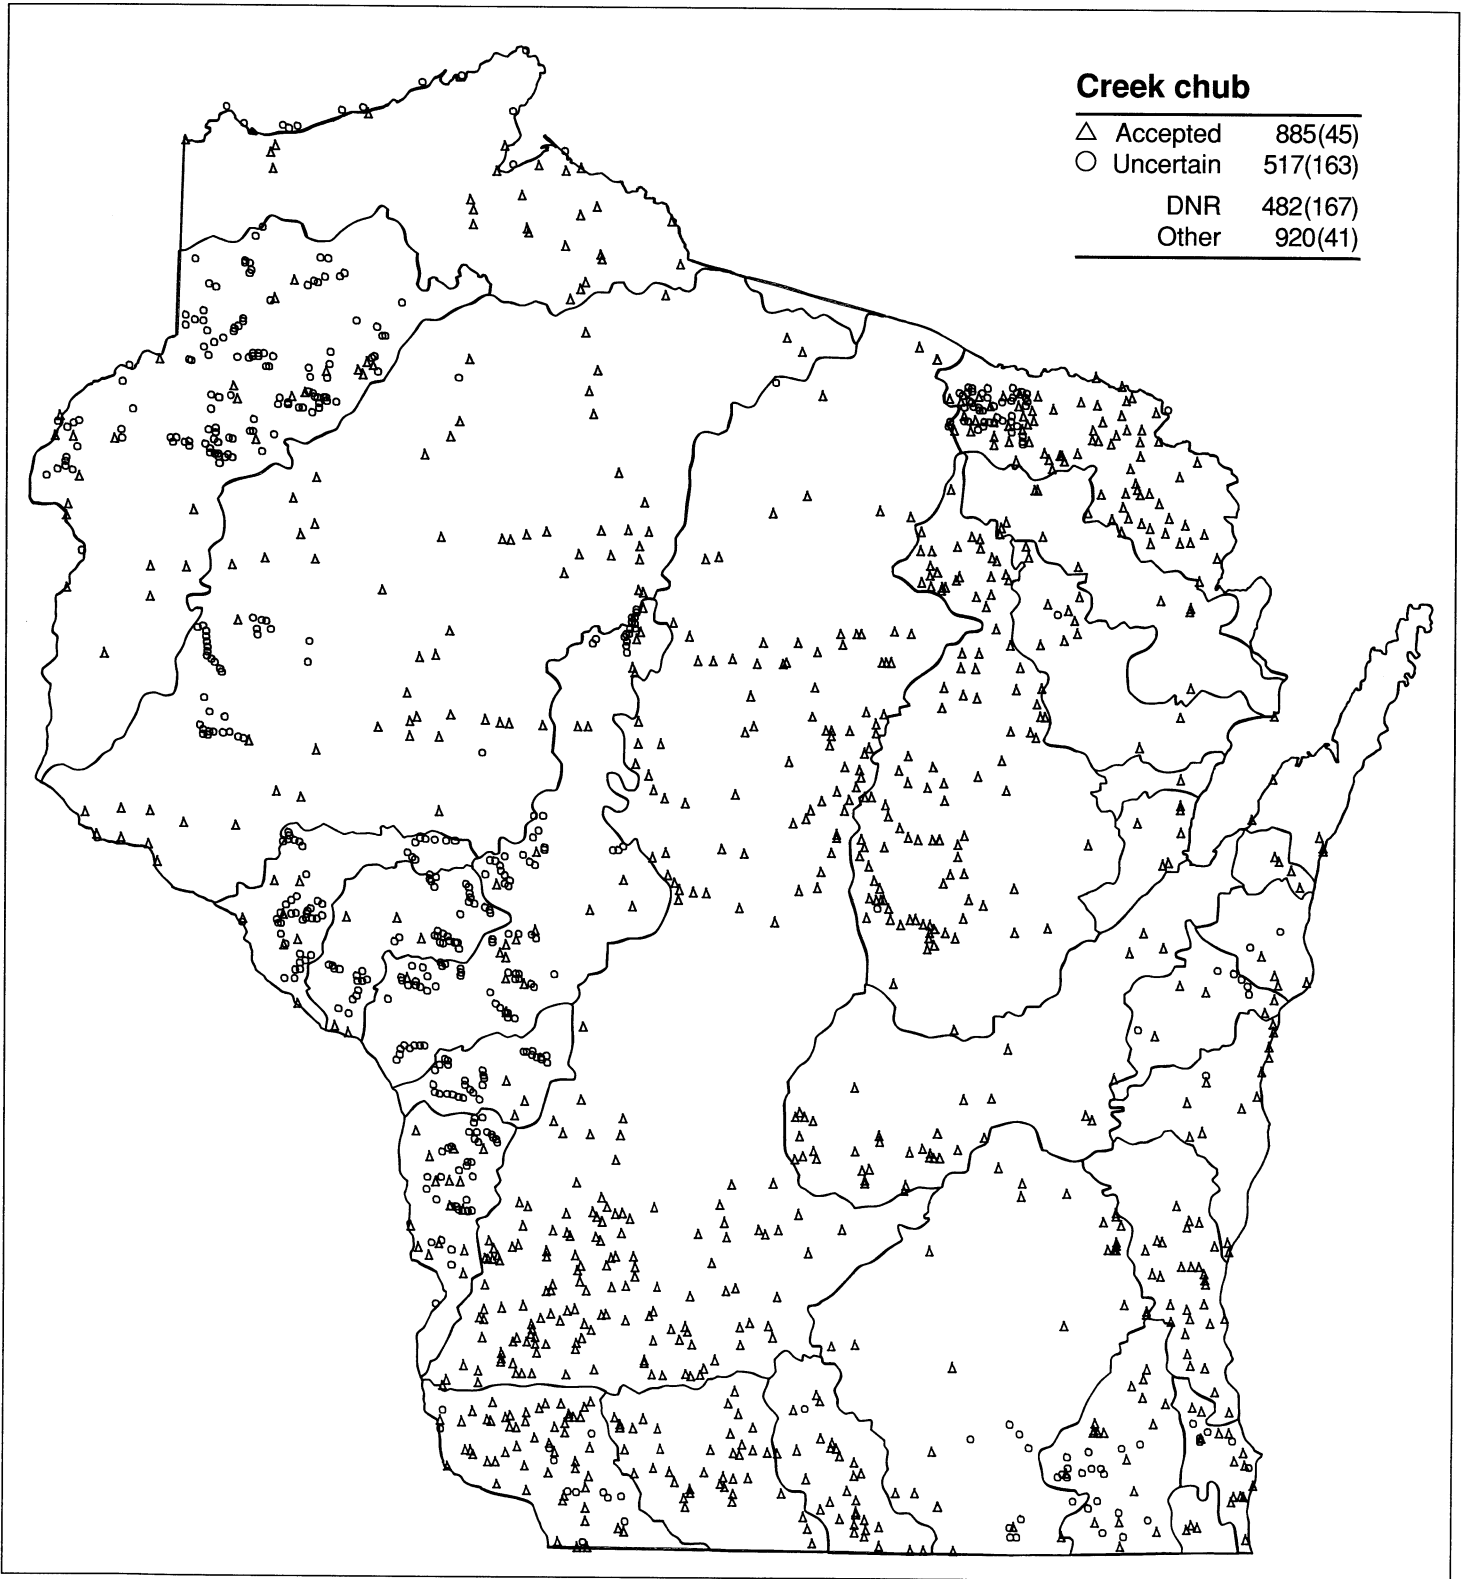 Creek chub
△ Accepted 885(45)
○ Uncertain 517(163)
DNR 482(167)
Other 920(41)